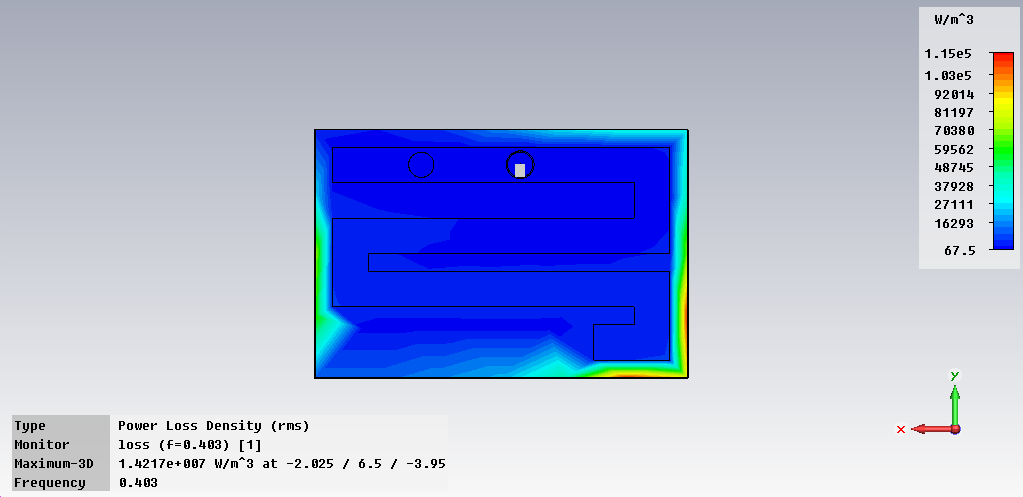 W/m^3
1.15e5
1.03e5
92014
81197
70380
59562
48745
37928
27111
16293
67.5
y
x
Type Power Loss Density (rms)
Monitor loss (f=0.403) [1]
Maximum-3D 1.4217e+007 W/m^3 at -2.025 / 6.5 / -3.95
Frequency 0.403